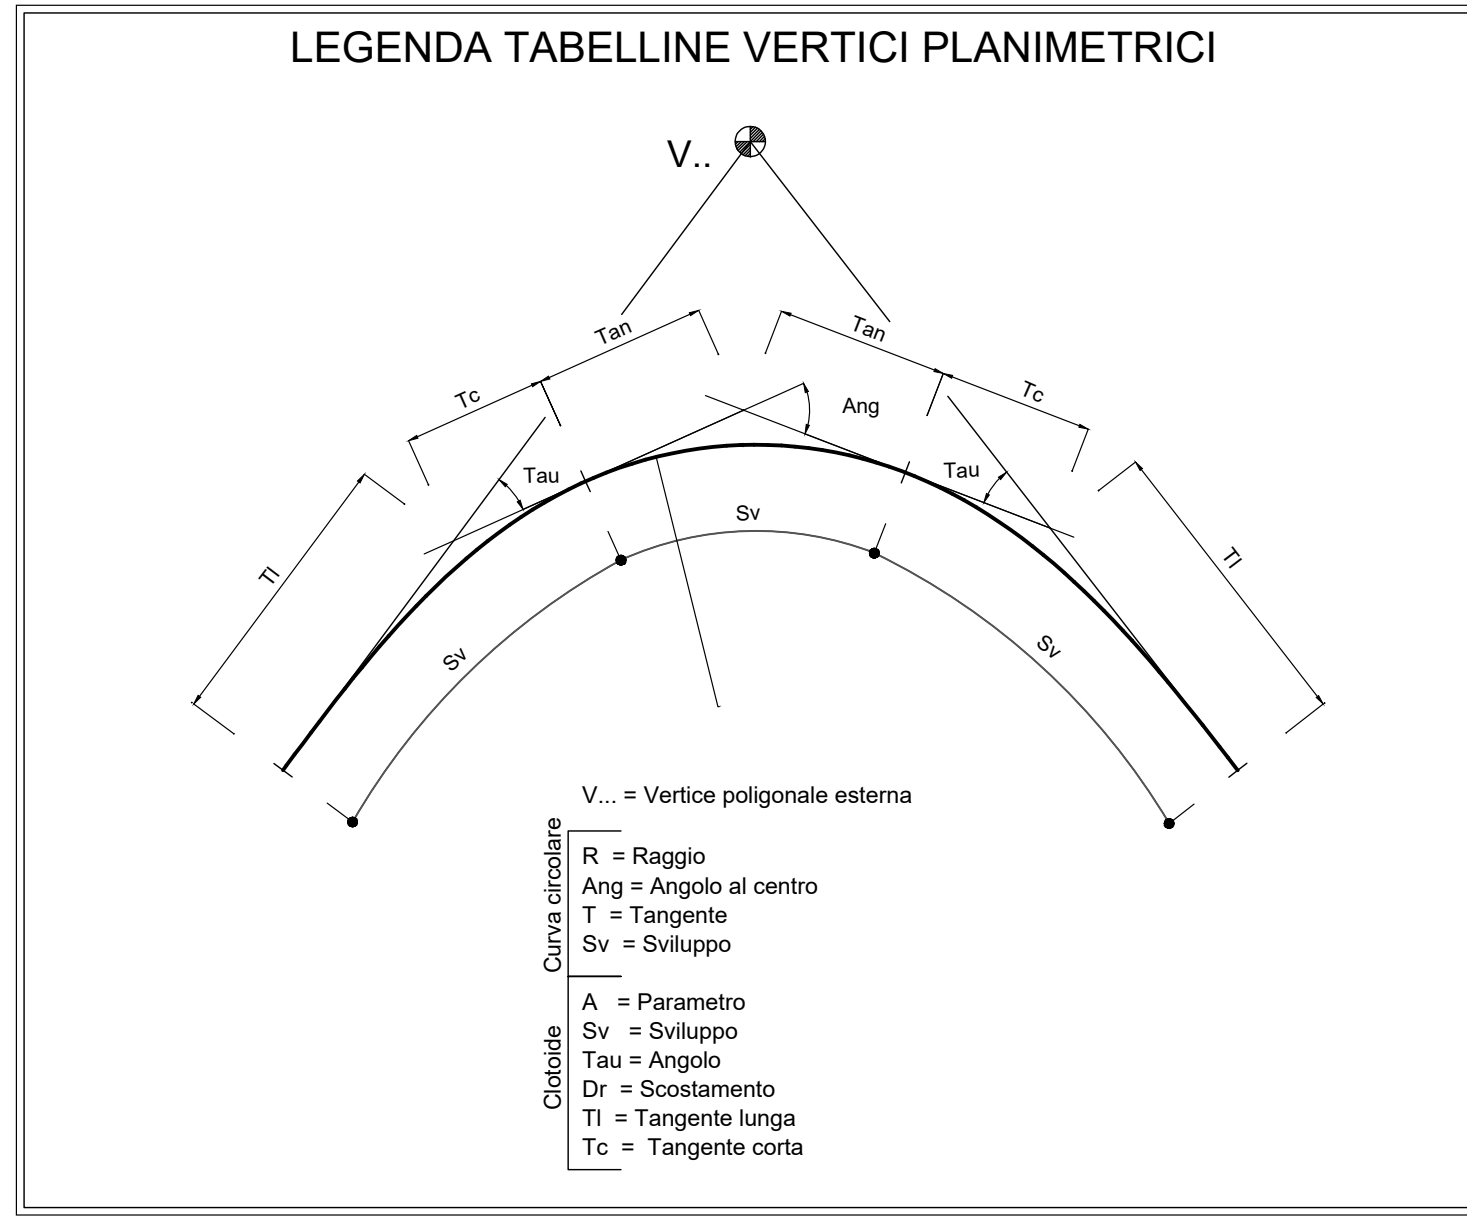 LEGENDA TABELLINE VERTICI PLANIMETRICI
V..
Tan
Tan
Tc
Tc
Ang
Tau
Tau
Sv
Tl
Tl
Sv
Sv
V... = Vertice poligonale esterna
Curva circolare
R = Raggio
Ang = Angolo al centro
T = Tangente
Sv = Sviluppo
Clotoide
A = Parametro
Sv = Sviluppo
Tau = Angolo
Dr = Scostamento
Tl = Tangente lunga
Tc = Tangente corta